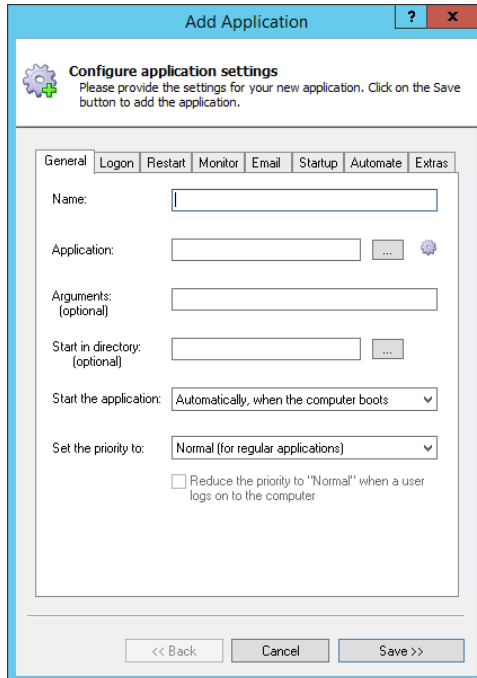 Add Application
?
x
Configure application settings
Please provide the settings for your new application. Click on the Save
button to add the application.
General
Logon
Restart
Monitor
Email
Startup
Automate
Extras
Name:
Application:
...
Arguments:
(optional)
Start in directory:
(optional)
...
Start the application:
Automatically, when the computer boots
Set the priority to:
Normal (for regular applications)
Reduce the priority to "Normal" when a user
logs on to the computer
<< Back
Cancel
Save >>